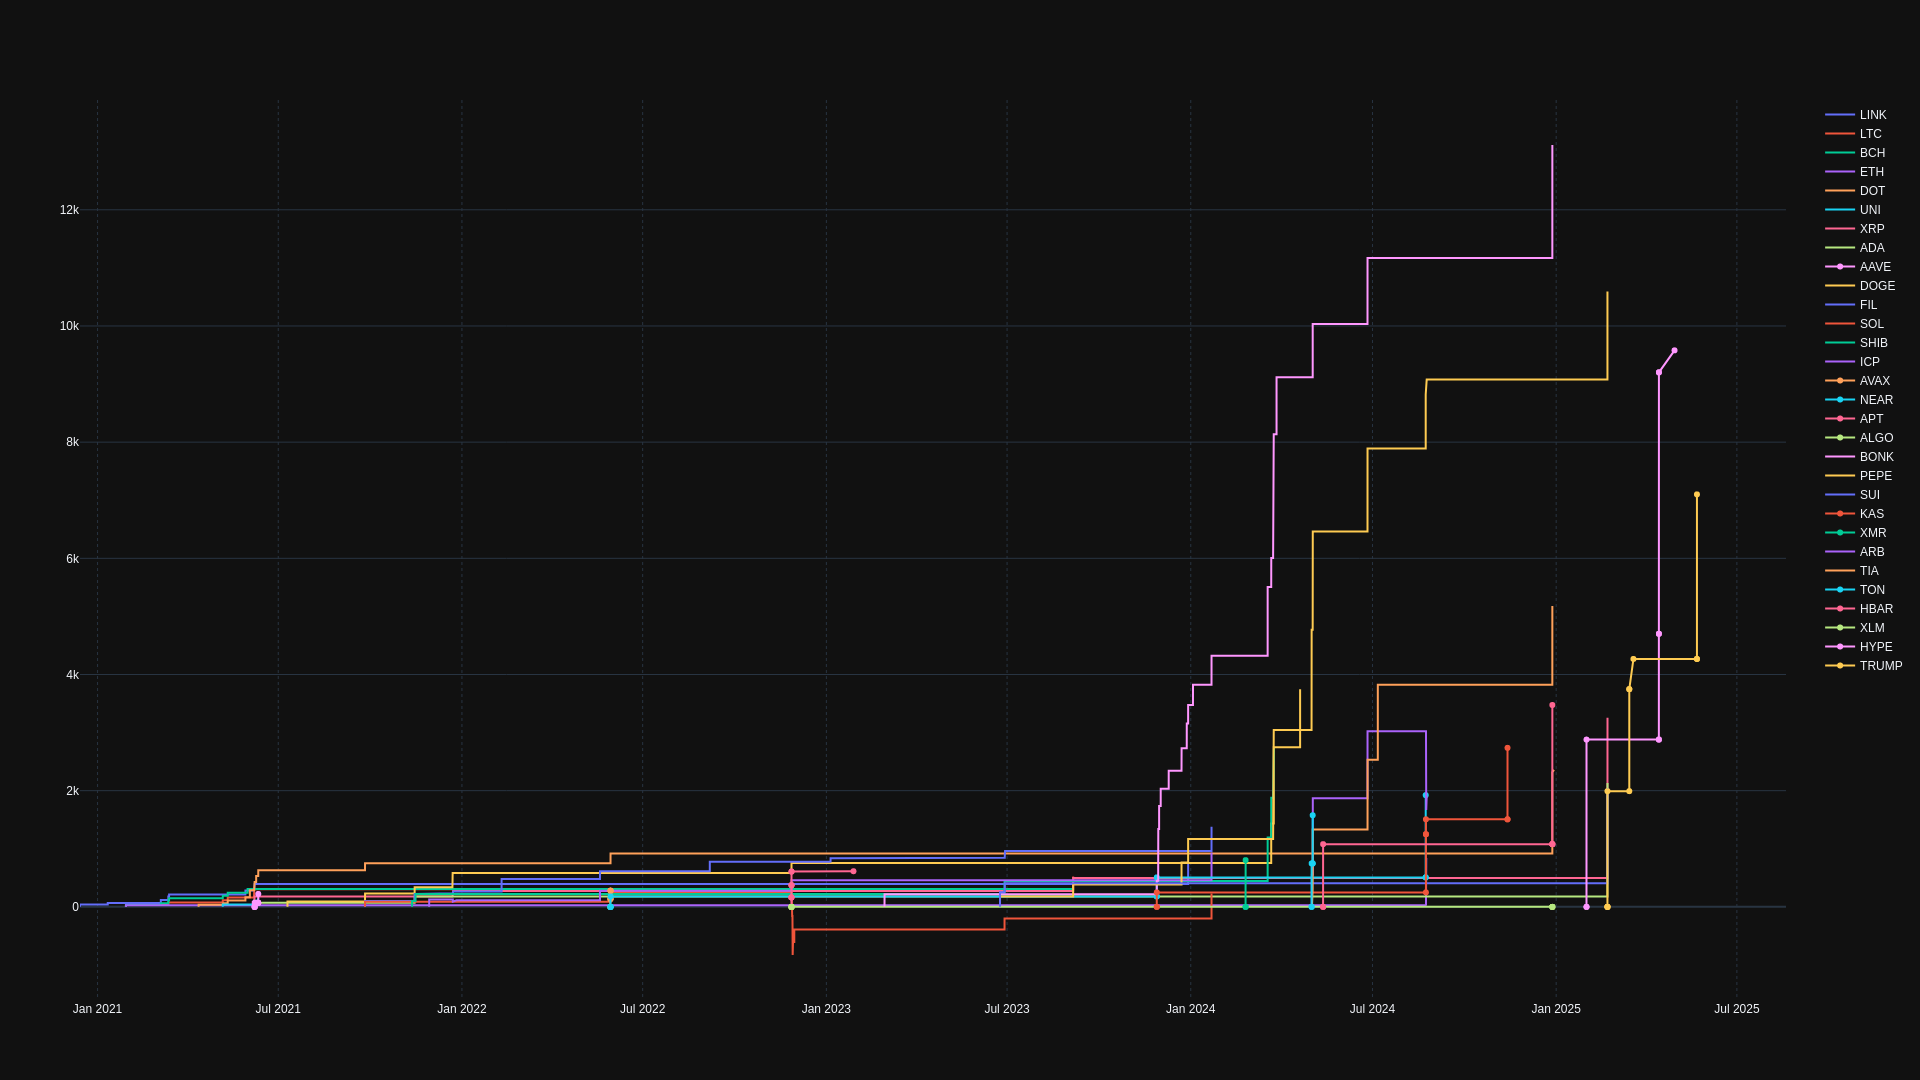 12k
10k
8k
6k
4k
2k
0
Jan 2021
Jul 2021
Jan 2022
Jul 2022
Jan 2023
Jul 2023
Jan 2024
Jul 2024
Jan 2025
Jul 2025
LINK
LTC
BCH
ETH
DOT
UNI
XRP
ADA
AAVE
DOGE
FIL
SOL
SHIB
ICP
AVAX
NEAR
APT
ALGO
BONK
PEPE
SUI
KAS
XMR
ARB
TIA
TON
HBAR
XLM
HYPE
TRUMP